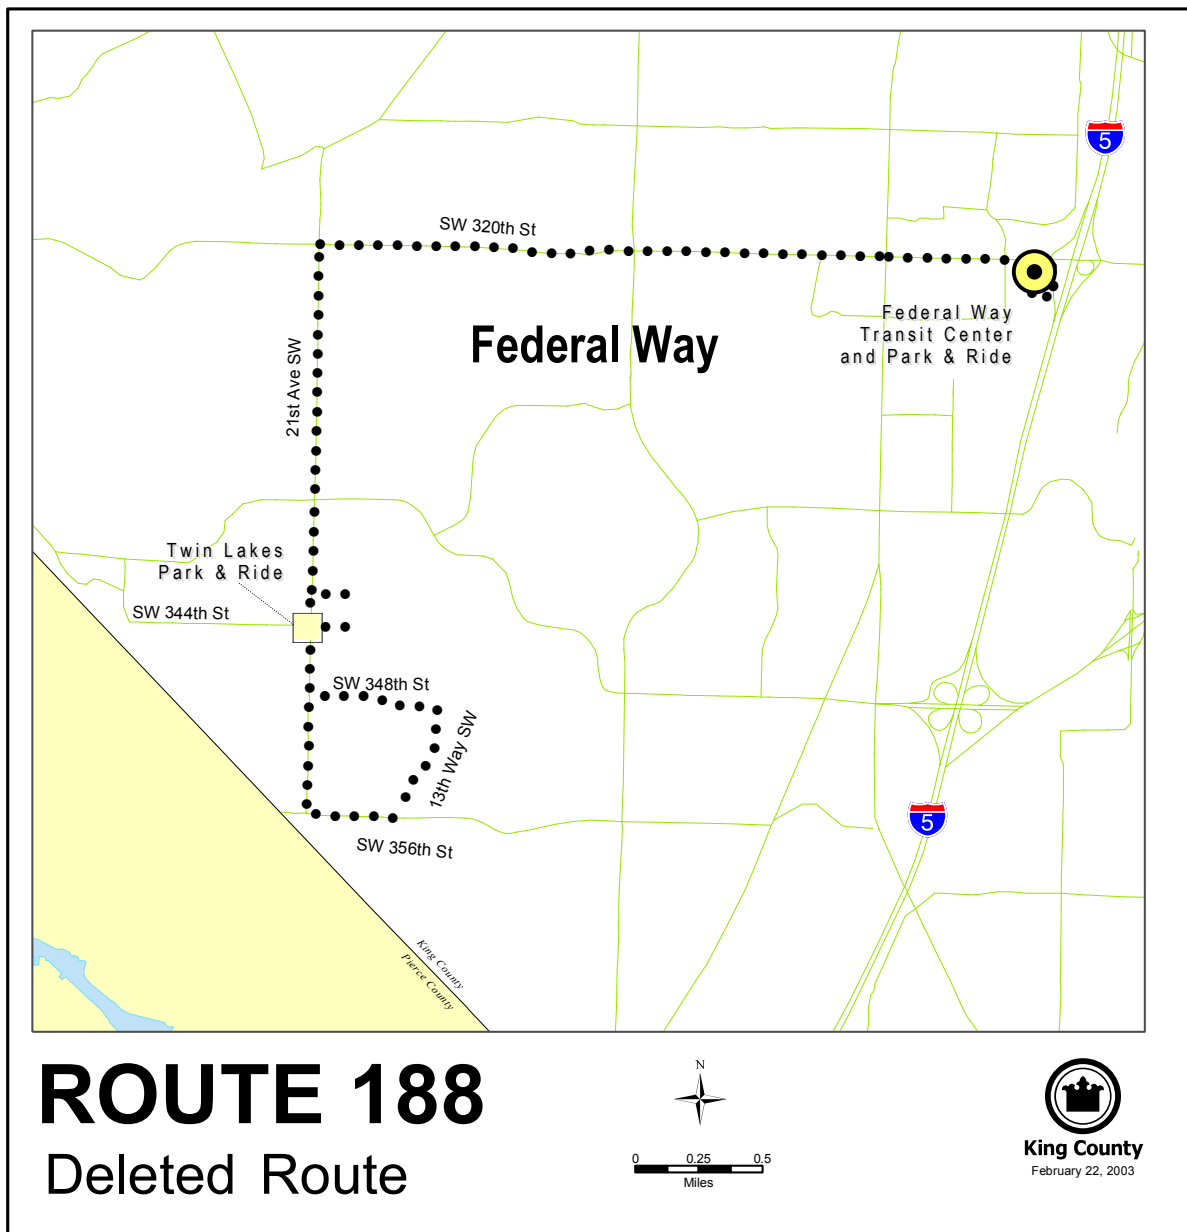 5
SW 320th St
Federal Way
Transit Center
and Park & Ride
Federal Way
21st Ave SW
Twin Lakes
Park & Ride
SW 344th St
SW 348th St
13th Way SW
5
SW 356th St
King County
Pierce County
ROUTE 188
Deleted Route
N
0 0.25 0.5
Miles
King County
February 22, 2003